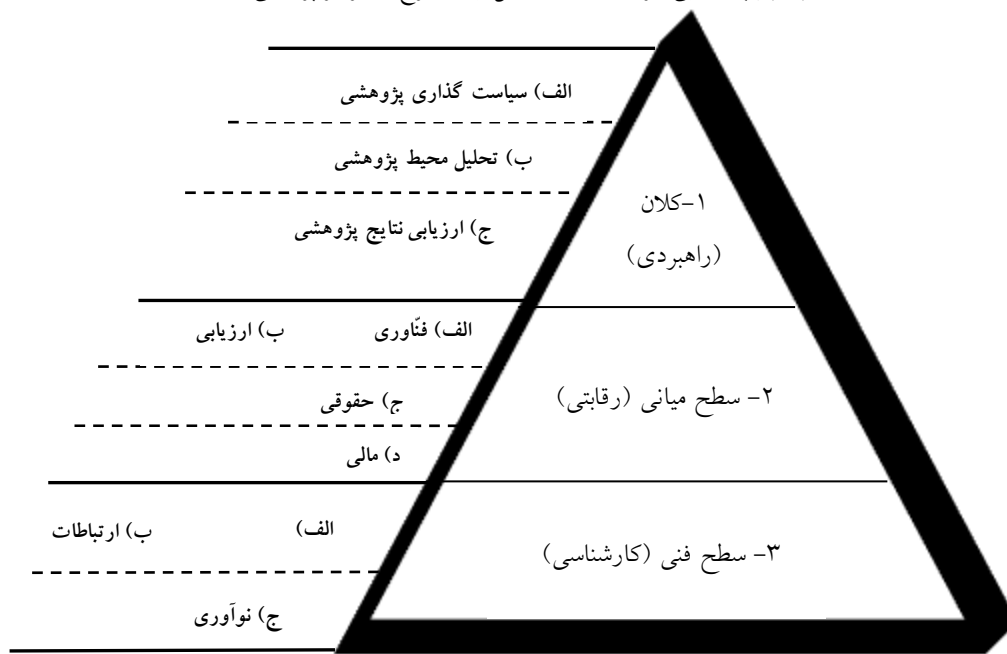 الف) سیاست گذاری پژوهشی
ب) تحلیل محیط پژوهشی
ج) ارزیابی نتایج پژوهشی
۱-کلان
(راهبردی)
الف) فنّاوری ب) ارزیابی
ج) حقوقی
د) مالی
۲- سطح میانی (رقابتی)
الف) ب) ارتباطات
ج) نوآوری
۳- سطح فنی (کارشناسی)